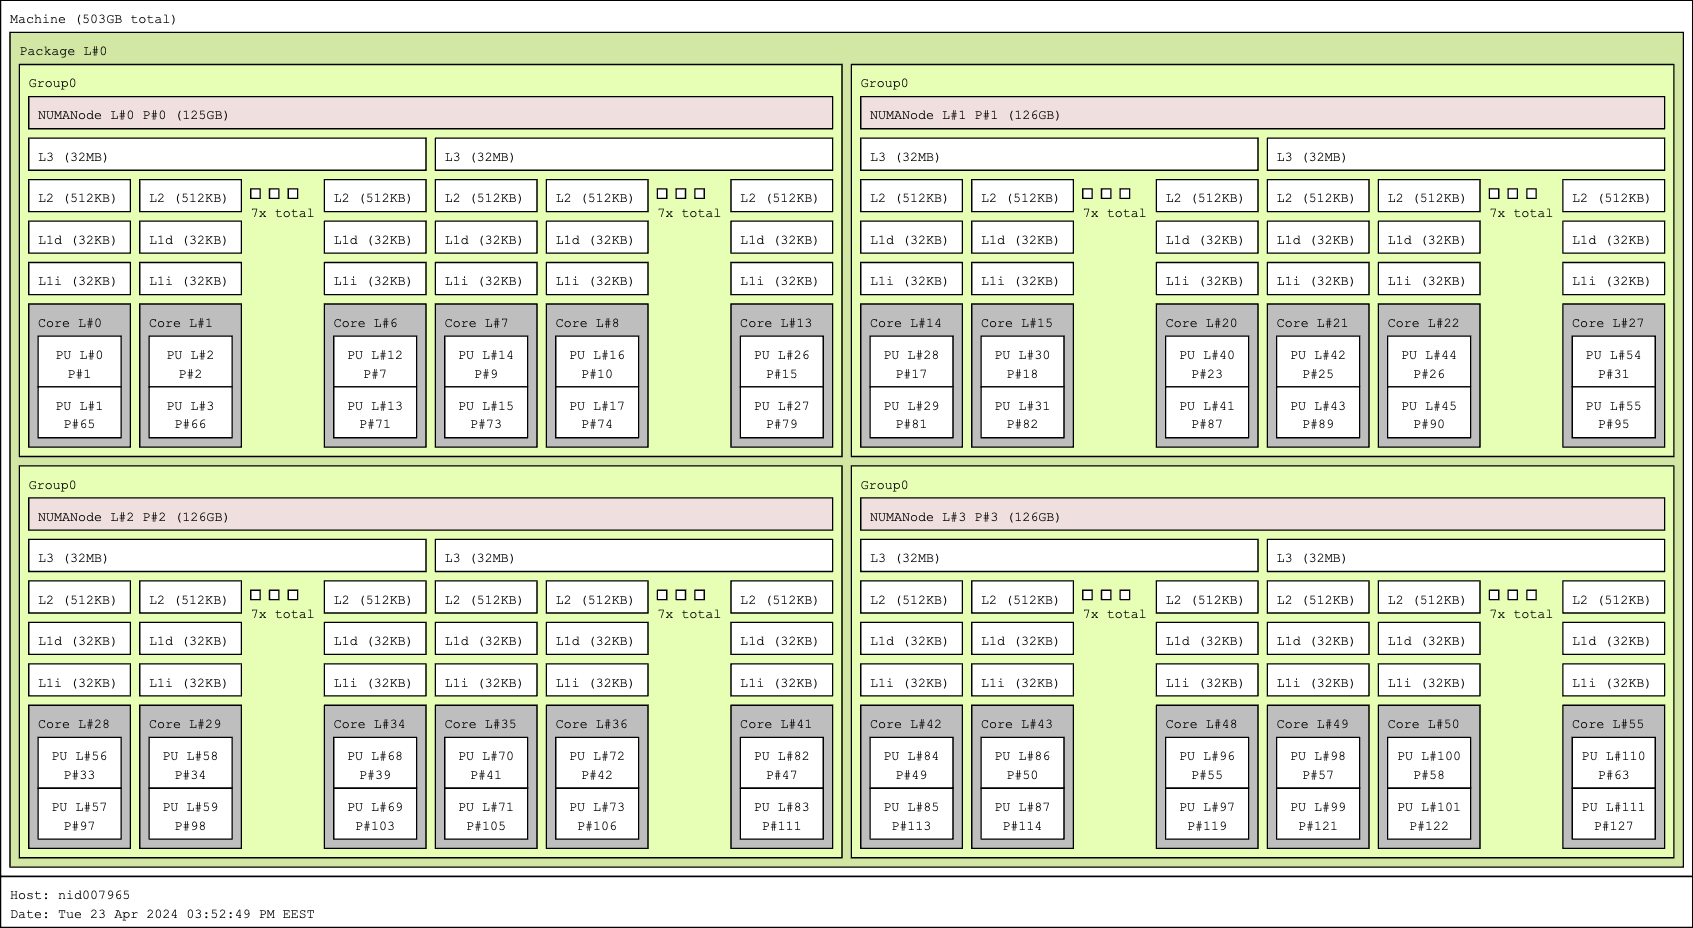 Machine (503GB total)
Package L#0
Group0
NUMANode L#0 P#0 (125GB)
L3 (32MB) L3 (32MB)
L2 (512KB) L2 (512KB) L2 (512KB) L2 (512KB) L2 (512KB) L2 (512KB)
7x total 7x total
L1d (32KB) L1d (32KB) L1d (32KB) L1d (32KB) L1d (32KB) L1d (32KB)
L1i (32KB) L1i (32KB) L1i (32KB) L1i (32KB) L1i (32KB) L1i (32KB)
Core L#0 Core L#1 Core L#6 Core L#7 Core L#8 Core L#13
PU L#0 PU L#2 PU L#12 PU L#14 PU L#16 PU L#26
P#1 P#2 P#7 P#9 P#10 P#15
PU L#1 PU L#3 PU L#13 PU L#15 PU L#17 PU L#27
P#65 P#66 P#71 P#73 P#74 P#79
Group0
NUMANode L#1 P#1 (126GB)
L3 (32MB) L3 (32MB)
L2 (512KB) L2 (512KB) L2 (512KB) L2 (512KB) L2 (512KB) L2 (512KB)
7x total 7x total
L1d (32KB) L1d (32KB) L1d (32KB) L1d (32KB) L1d (32KB) L1d (32KB)
L1i (32KB) L1i (32KB) L1i (32KB) L1i (32KB) L1i (32KB) L1i (32KB)
Core L#14 Core L#15 Core L#20 Core L#21 Core L#22 Core L#27
PU L#28 PU L#30 PU L#40 PU L#42 PU L#44 PU L#54
P#17 P#18 P#23 P#25 P#26 P#31
PU L#29 PU L#31 PU L#41 PU L#43 PU L#45 PU L#55
P#81 P#82 P#87 P#89 P#90 P#95
Group0
NUMANode L#2 P#2 (126GB)
L3 (32MB) L3 (32MB)
L2 (512KB) L2 (512KB) L2 (512KB) L2 (512KB) L2 (512KB) L2 (512KB)
7x total 7x total
L1d (32KB) L1d (32KB) L1d (32KB) L1d (32KB) L1d (32KB) L1d (32KB)
L1i (32KB) L1i (32KB) L1i (32KB) L1i (32KB) L1i (32KB) L1i (32KB)
Core L#28 Core L#29 Core L#34 Core L#35 Core L#36 Core L#41
PU L#56 PU L#58 PU L#68 PU L#70 PU L#72 PU L#82
P#33 P#34 P#39 P#41 P#42 P#47
PU L#57 PU L#59 PU L#69 PU L#71 PU L#73 PU L#83
P#97 P#98 P#103 P#105 P#106 P#111
Group0
NUMANode L#3 P#3 (126GB)
L3 (32MB) L3 (32MB)
L2 (512KB) L2 (512KB) L2 (512KB) L2 (512KB) L2 (512KB) L2 (512KB)
7x total 7x total
L1d (32KB) L1d (32KB) L1d (32KB) L1d (32KB) L1d (32KB) L1d (32KB)
L1i (32KB) L1i (32KB) L1i (32KB) L1i (32KB) L1i (32KB) L1i (32KB)
Core L#42 Core L#43 Core L#48 Core L#49 Core L#50 Core L#55
PU L#84 PU L#86 PU L#96 PU L#98 PU L#100 PU L#110
P#49 P#50 P#55 P#57 P#58 P#63
PU L#85 PU L#87 PU L#97 PU L#99 PU L#101 PU L#111
P#113 P#114 P#119 P#121 P#122 P#127
Host: nid007965
Date: Tue 23 Apr 2024 03:52:49 PM EEST